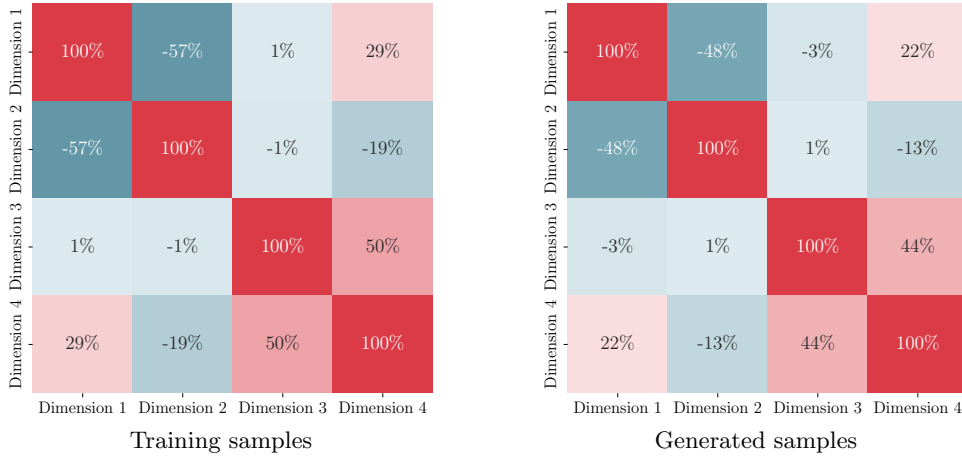 Dimension 1
100%
-57%
1%
29%
Dimension 2
-57%
100%
-1%
-19%
Dimension 3
1%
-1%
100%
50%
Dimension 4
29%
-19%
50%
100%
Dimension 1
Dimension 2
Dimension 3
Dimension 4
Training samples
Dimension 1
100%
-48%
-3%
22%
Dimension 2
-48%
100%
1%
-13%
Dimension 3
-3%
1%
100%
44%
Dimension 4
22%
-13%
44%
100%
Dimension 1
Dimension 2
Dimension 3
Dimension 4
Generated samples